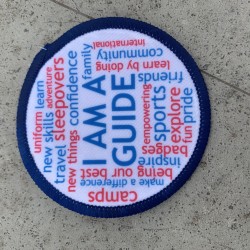 I AM A
GUIDE
international
learn by doing
community
friends
family
confidence
sleepovers
adventure
learn
uniform
new skills
travel
new things
empowering
sports
explore
fun
pride
badges
inspire
being our best
make a difference
camps